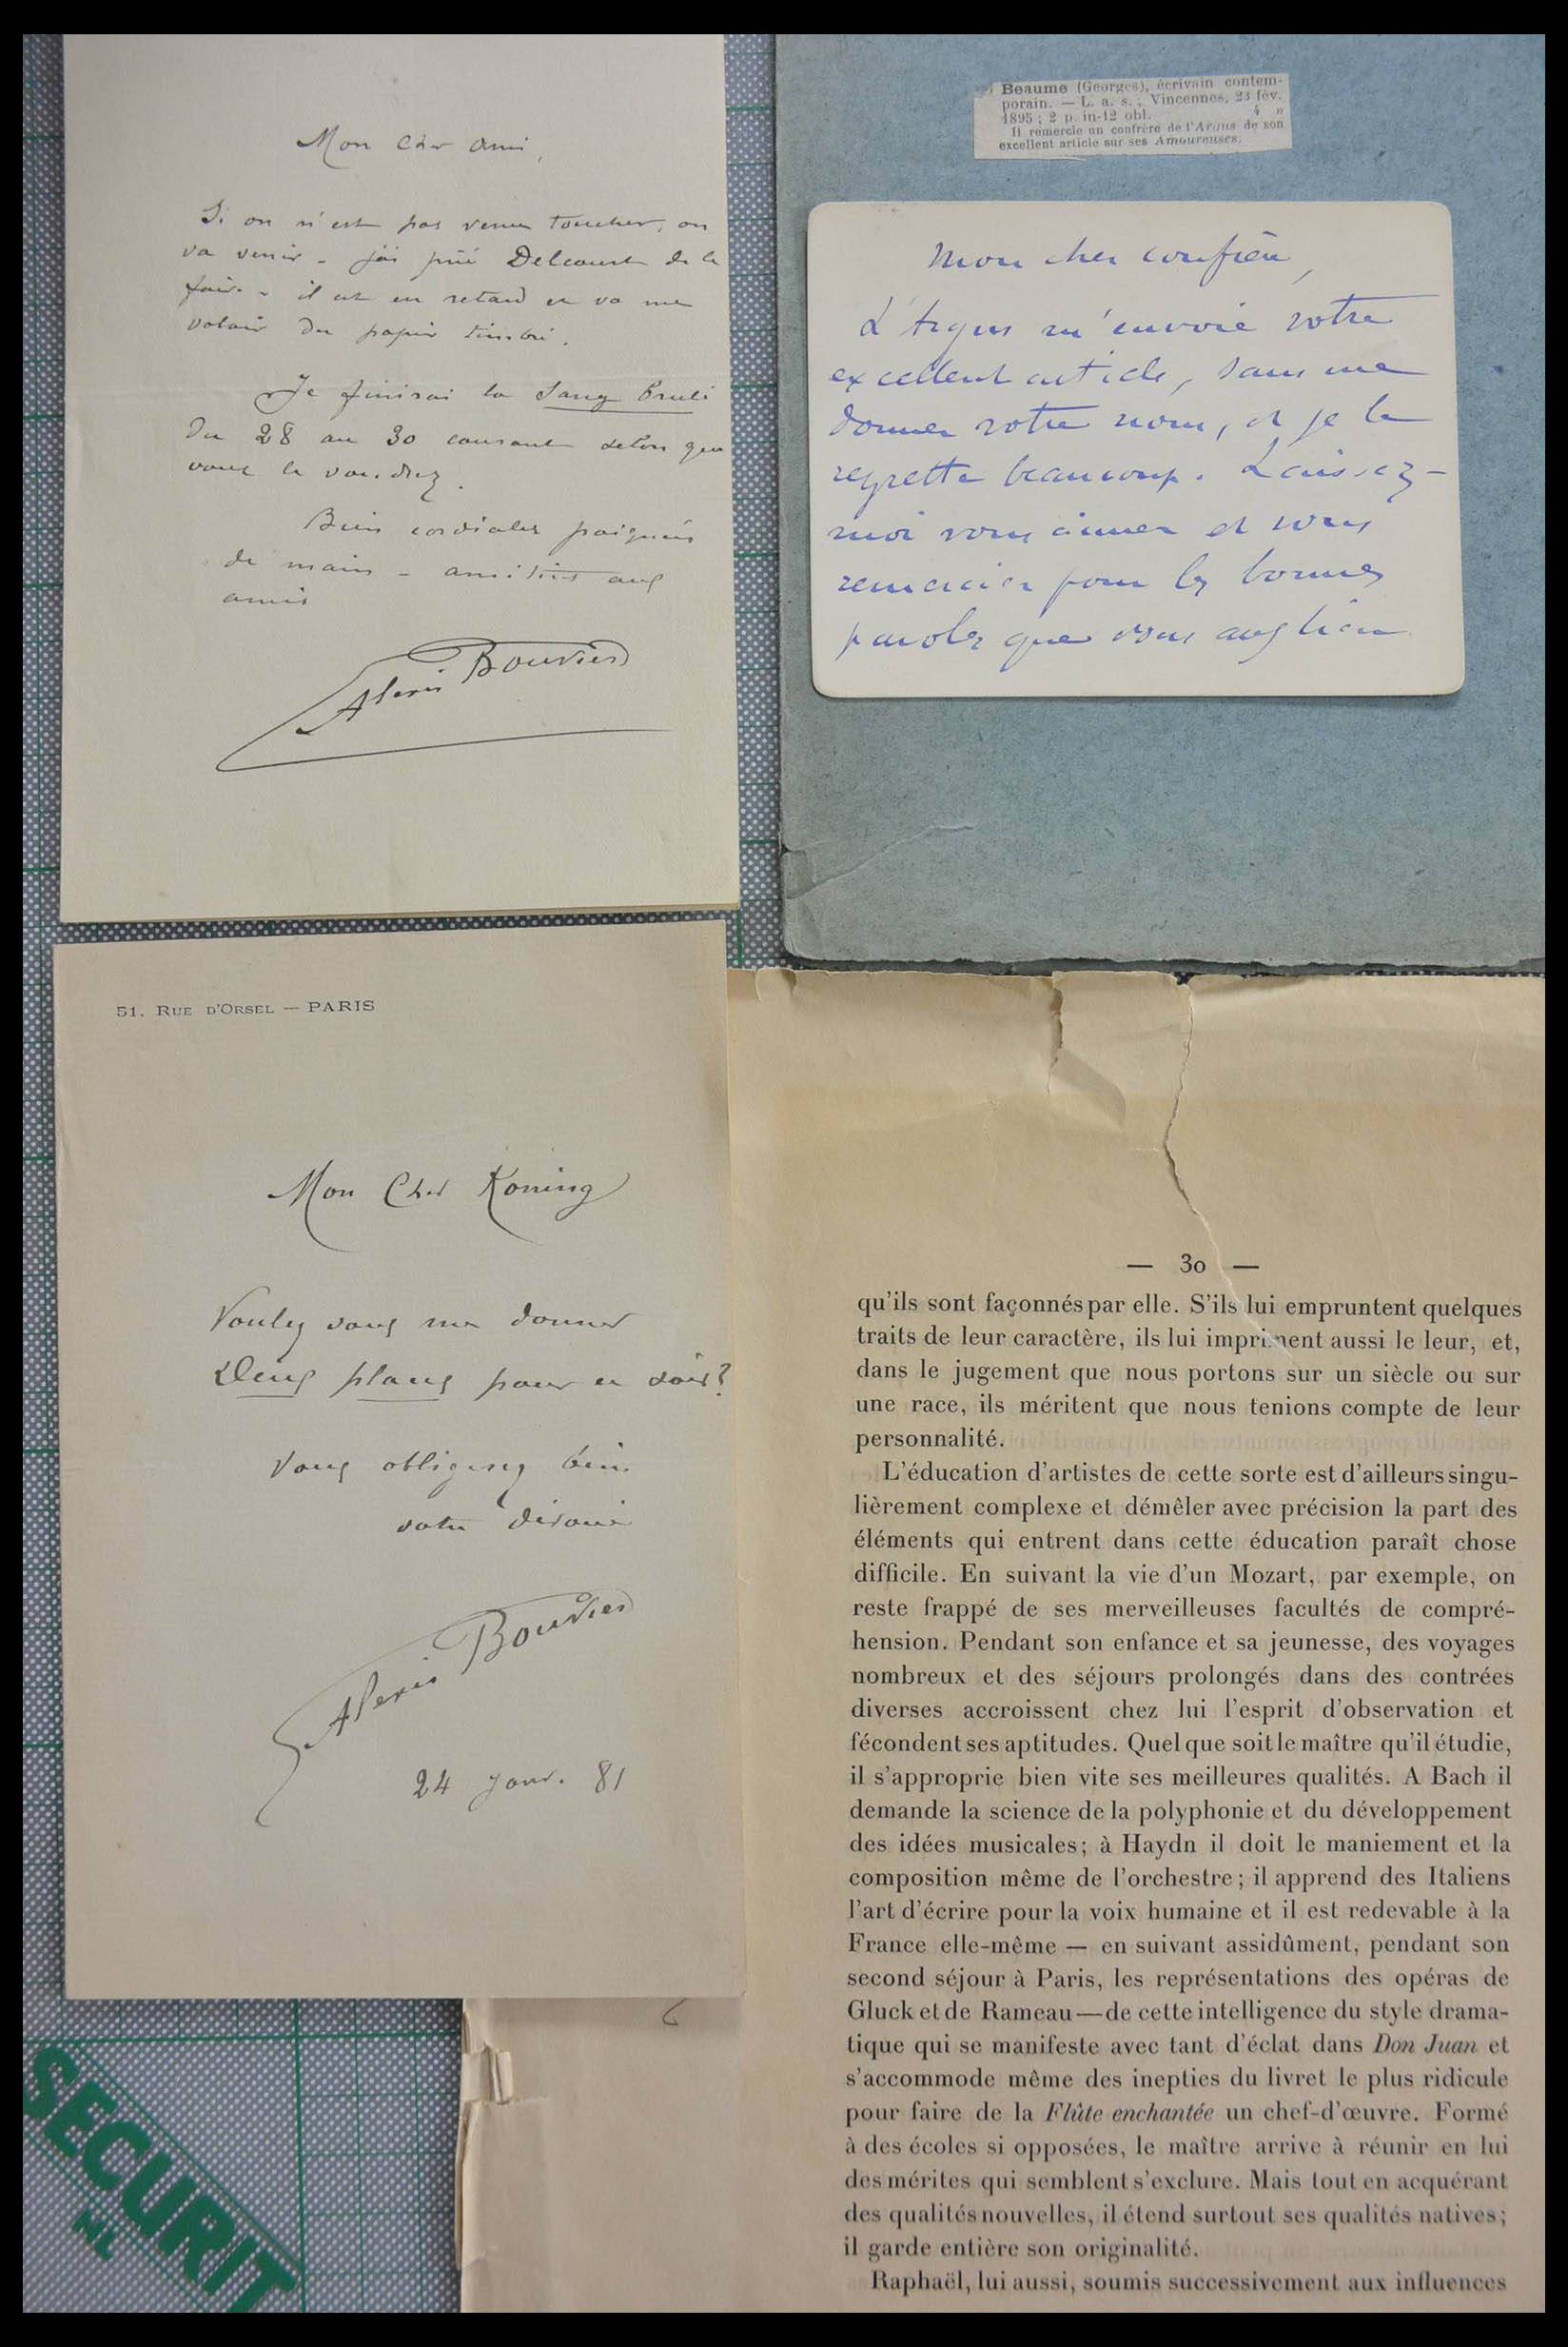 Mon Cher Ami,
Si on n'est pas venu toucher, on
va venir - j'ai prié Delcourt de le
faire - il est en retard et va me
valoir du papier timbré.
Je finirai la Sang Brulé
du 28 au 30 courant selon que
vous le voudrez.
Bien cordiales poignées
de main - amitiés aux
amis
Alexis Bouvier
Beaume (Georges), écrivain contem-
porain. — L. a. s.; Vincennes, 23 fév.
1895; 2 p. in-12 obl. 4 »
Il remercie un confrère de l'Argus de son
excellent article sur ses Amoureuses.
Mon cher confrère,
L'Argus m'envoie votre
excellent article, sans me
donner votre nom, et je le
regrette beaucoup. Laissez-
moi vous aimer et vous
remercier pour les bonnes
paroles que vous avez bien
51. RUE D'ORSEL — PARIS
Mon Cher Koning
Voulez vous me donner
Deux places pour ce soir?
Vous obligerez bien
votre dévoué
Alexis Bouvier
24 Janv. 81
— 30 —
qu'ils sont façonnés par elle. S'ils lui empruntent quelques
traits de leur caractère, ils lui impriment aussi le leur, et,
dans le jugement que nous portons sur un siècle ou sur
une race, ils méritent que nous tenions compte de leur
personnalité.
L'éducation d'artistes de cette sorte est d'ailleurs singu-
lièrement complexe et démêler avec précision la part des
éléments qui entrent dans cette éducation paraît chose
difficile. En suivant la vie d'un Mozart, par exemple, on
reste frappé de ses merveilleuses facultés de compré-
hension. Pendant son enfance et sa jeunesse, des voyages
nombreux et des séjours prolongés dans des contrées
diverses accroissent chez lui l'esprit d'observation et
fécondent ses aptitudes. Quel que soit le maître qu'il étudie,
il s'approprie bien vite ses meilleures qualités. A Bach il
demande la science de la polyphonie et du développement
des idées musicales; à Haydn il doit le maniement et la
composition même de l'orchestre; il apprend des Italiens
l'art d'écrire pour la voix humaine et il est redevable à la
France elle-même — en suivant assidûment, pendant son
second séjour à Paris, les représentations des opéras de
Gluck et de Rameau — de cette intelligence du style drama-
tique qui se manifeste avec tant d'éclat dans Don Juan et
s'accommode même des inepties du livret le plus ridicule
pour faire de la Flûte enchantée un chef-d'œuvre. Formé
à des écoles si opposées, le maître arrive à réunir en lui
des mérites qui semblent s'exclure. Mais tout en acquérant
des qualités nouvelles, il étend surtout ses qualités natives;
il garde entière son originalité.
Raphaël, lui aussi, soumis successivement aux influences
SECURIT
NL